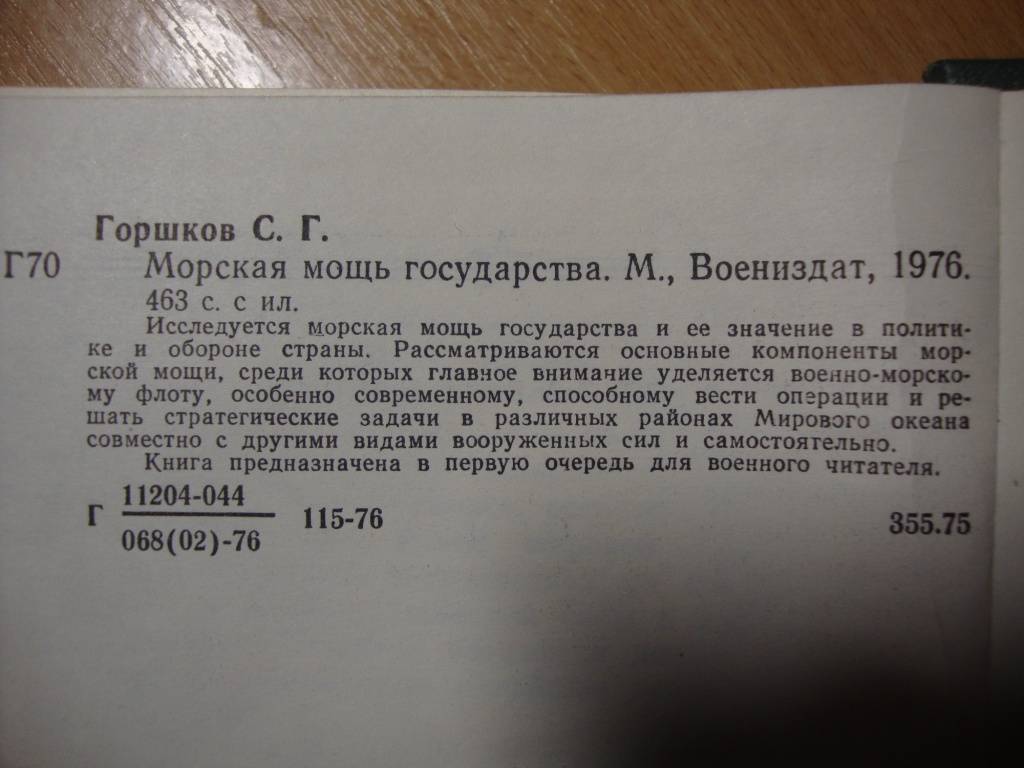 Горшков С. Г.
Г70 Морская мощь государства. М., Воениздат, 1976.
463 с. с ил.
Исследуется морская мощь государства и ее значение в полити-
ке и обороне страны. Рассматриваются основные компоненты мор-
ской мощи, среди которых главное внимание уделяется военно-морско-
му флоту, особенно современному, способному вести операции и ре-
шать стратегические задачи в различных районах Мирового океана
совместно с другими видами вооруженных сил и самостоятельно.
Книга предназначена в первую очередь для военного читателя.
11204-044
Г 115-76 355.75
068(02)-76